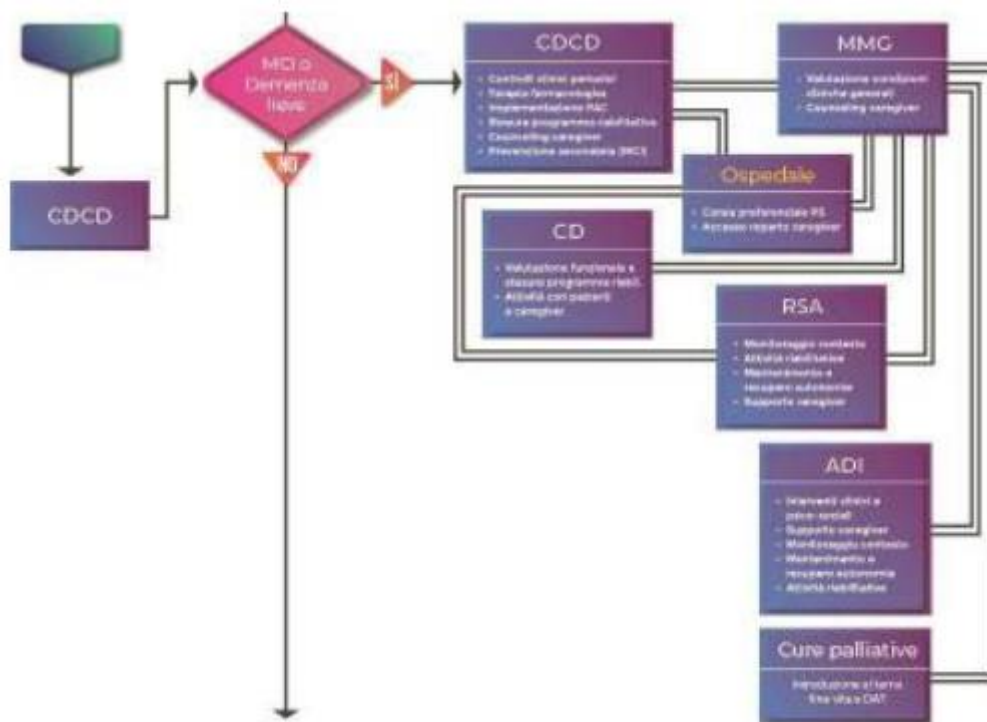 CDCD
MCI o
Demenza
lieve
SI
NO
CDCD
• Controlli clinici periodici
• Terapia farmacologica
• Implementazione PAC
• Stesura programma riabilitativo
• Counseling caregiver
• Prevenzione secondaria (MCI)
MMG
• Valutazione condizioni
cliniche generali
• Counseling caregiver
Ospedale
• Corsia preferenziale PS
• Accesso reparto caregiver
CD
• Valutazione funzionale e
stesura programma riabil.
• Attività con pazienti
e caregiver
RSA
• Monitoraggio contesto
• Attività riabilitative
• Mantenimento e
recupero autonomie
• Supporto caregiver
ADI
• Interventi clinici e
psico-sociali
• Supporto caregiver
• Monitoraggio contesto
• Mantenimento e
recupero autonomia
• Attività riabilitative
Cure palliative
Introduzione al tema
fine vita e DAT